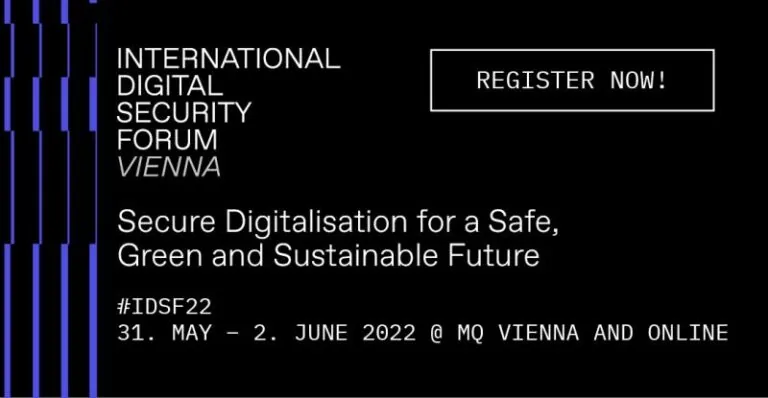 INTERNATIONAL
DIGITAL
SECURITY
FORUM
VIENNA
REGISTER NOW!
Secure Digitalisation for a Safe,
Green and Sustainable Future
#IDSF22
31. MAY – 2. JUNE 2022 @ MQ VIENNA AND ONLINE